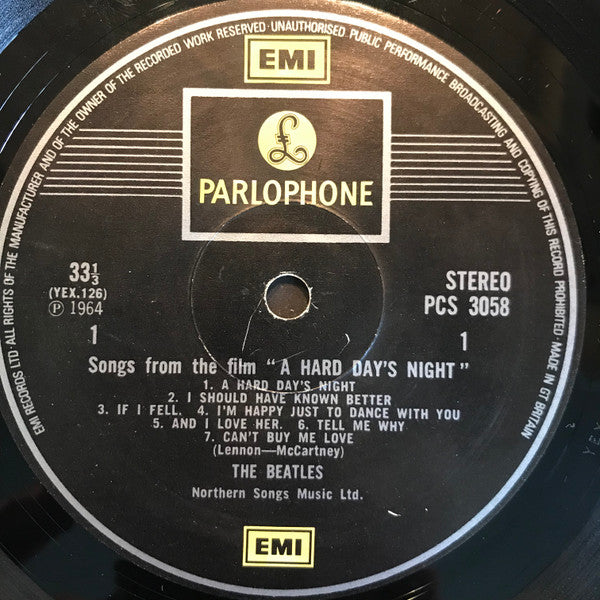 EMI RECORDS LTD · ALL RIGHTS OF THE MANUFACTURER AND OF THE OWNER OF THE RECORDED WORK RESERVED · UNAUTHORISED PUBLIC PERFORMANCE BROADCASTING AND COPYING OF THIS RECORD PROHIBITED · MADE IN GT BRITAIN
EMI
£
PARLOPHONE
33⅓
(YEX.126)
℗ 1964
1
STEREO
PCS 3058
1
Songs from the film "A HARD DAY'S NIGHT"
1. A HARD DAY'S NIGHT
2. I SHOULD HAVE KNOWN BETTER
3. IF I FELL. 4. I'M HAPPY JUST TO DANCE WITH YOU
5. AND I LOVE HER. 6. TELL ME WHY
7. CAN'T BUY ME LOVE
(Lennon—McCartney)
THE BEATLES
Northern Songs Music Ltd.
EMI